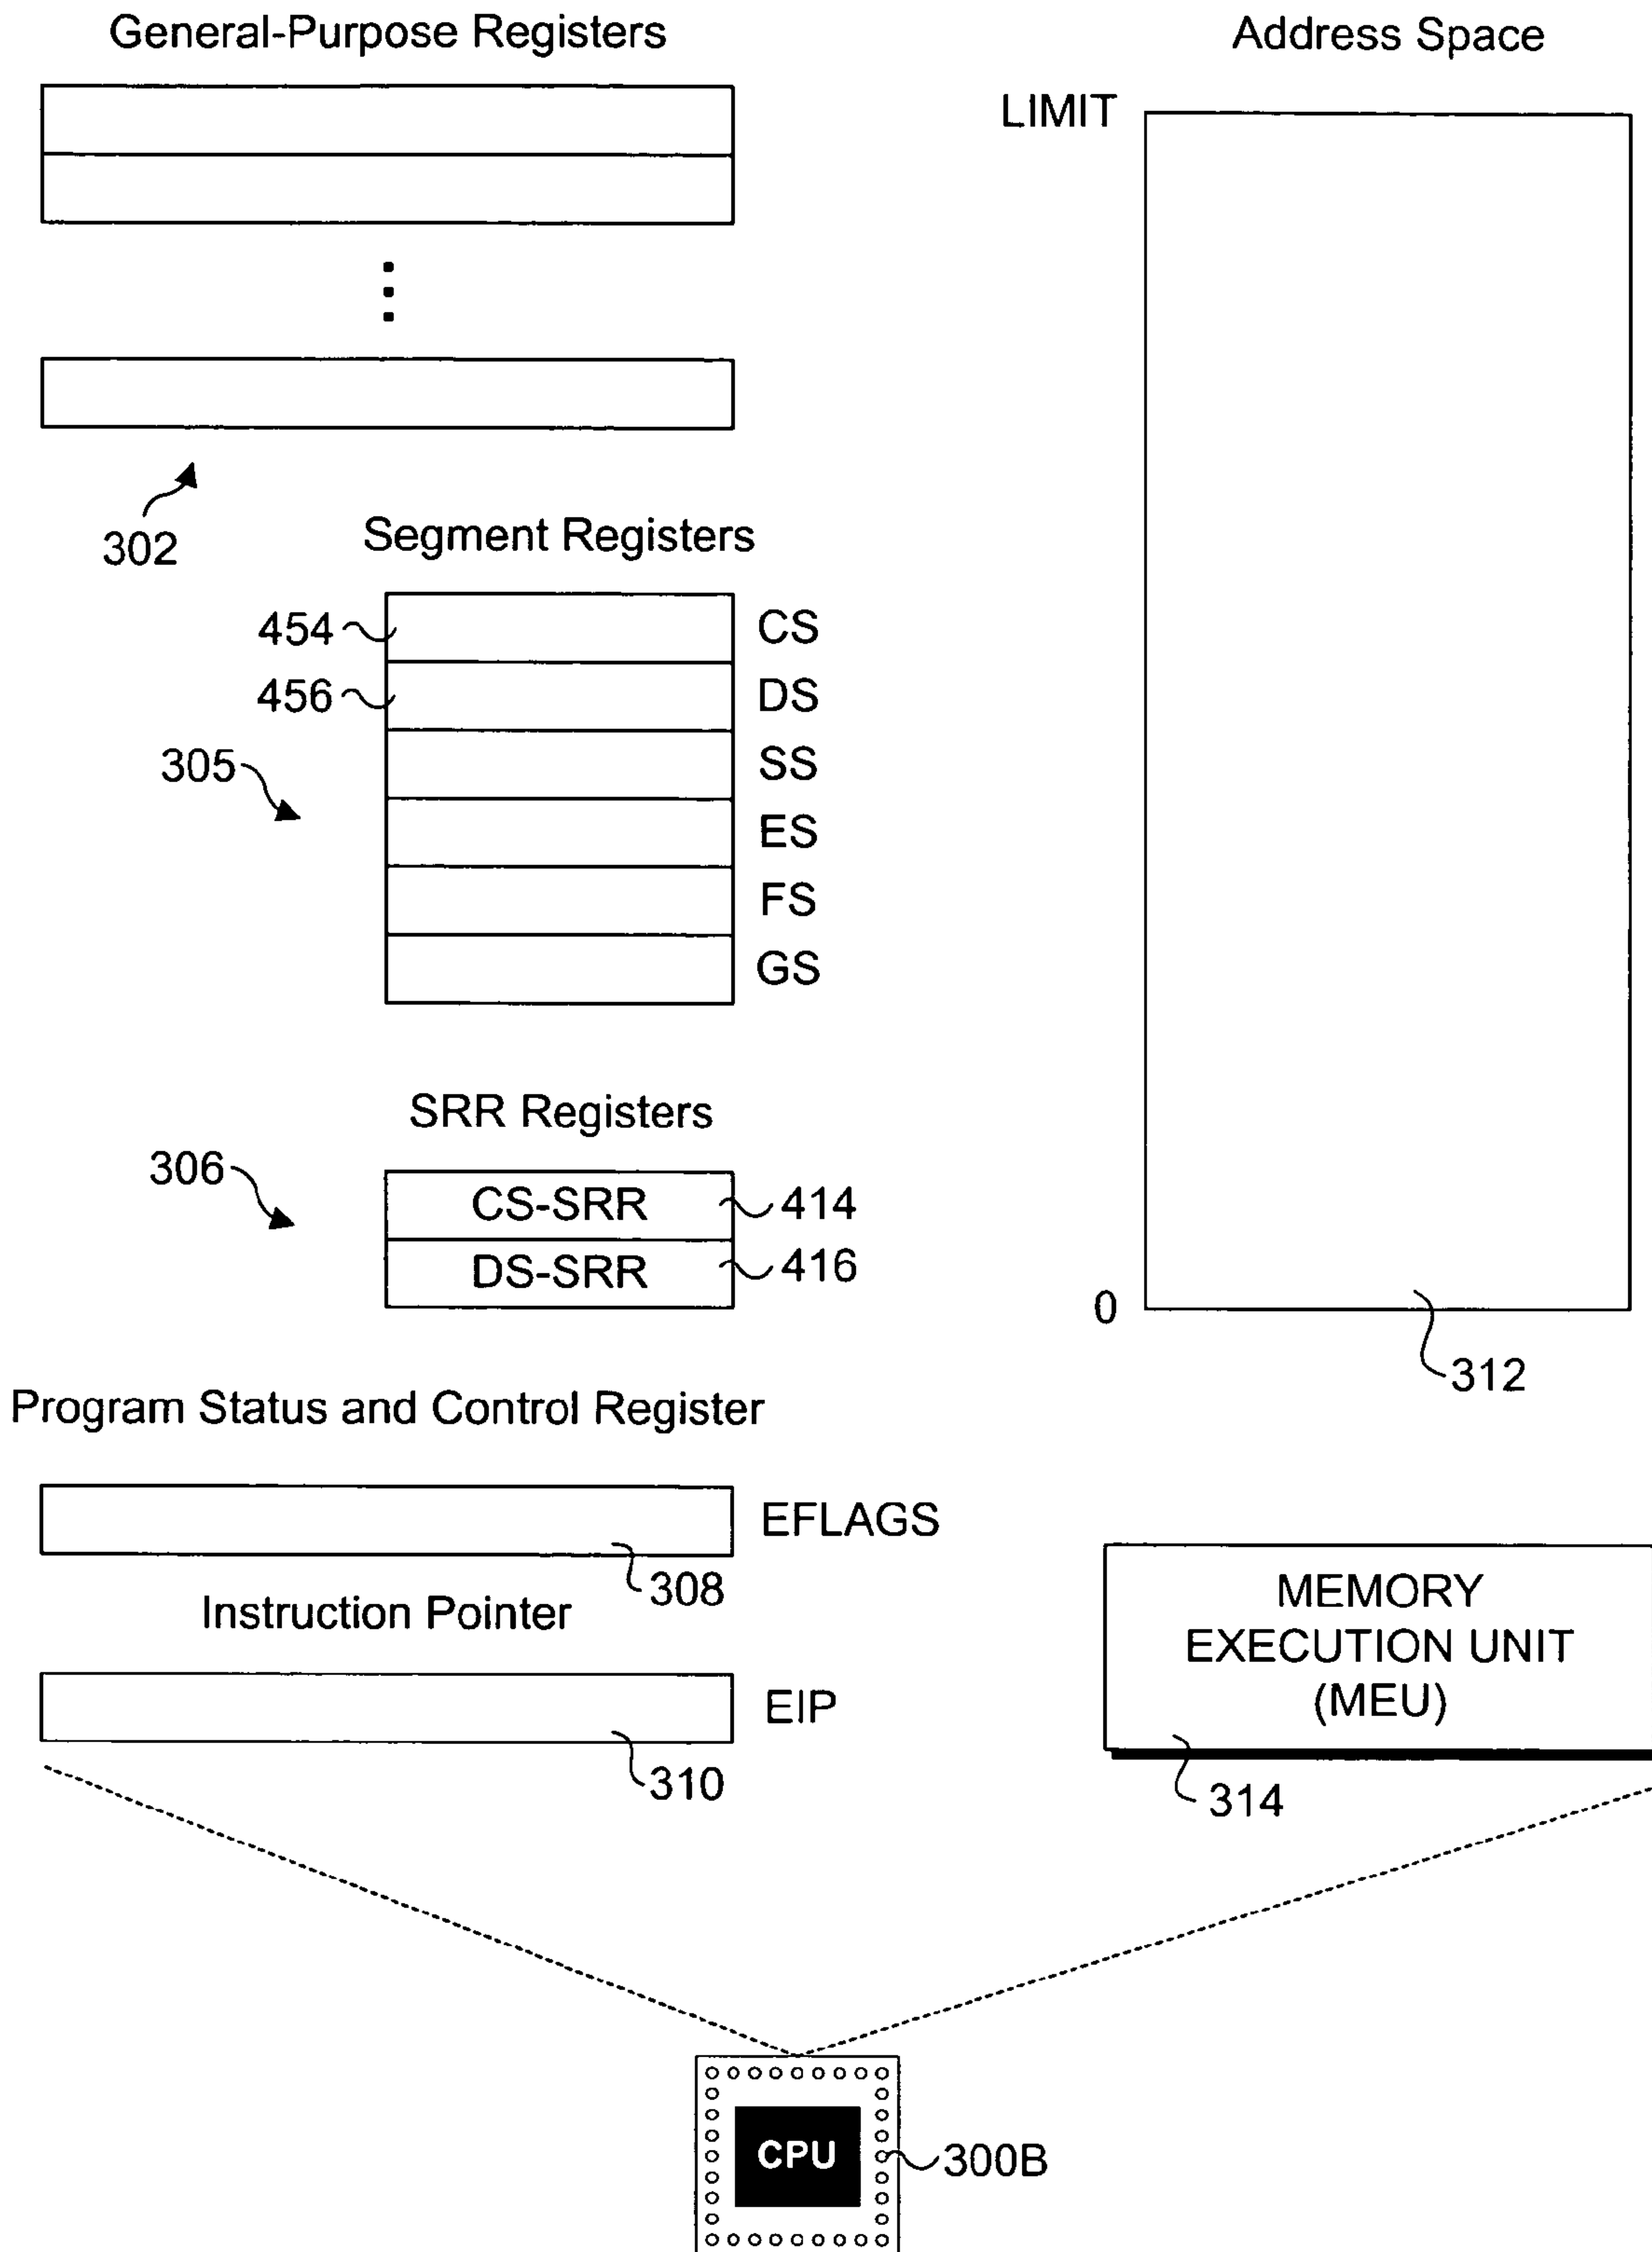 General-Purpose Registers
302
Segment Registers
454 CS
456 DS
SS
305
ES
FS
GS
SRR Registers
306
CS-SRR 414
DS-SRR 416
Program Status and Control Register
EFLAGS
308
Instruction Pointer
EIP
310
Address Space
LIMIT
0
312
MEMORY
EXECUTION UNIT
(MEU)
314
CPU
300B